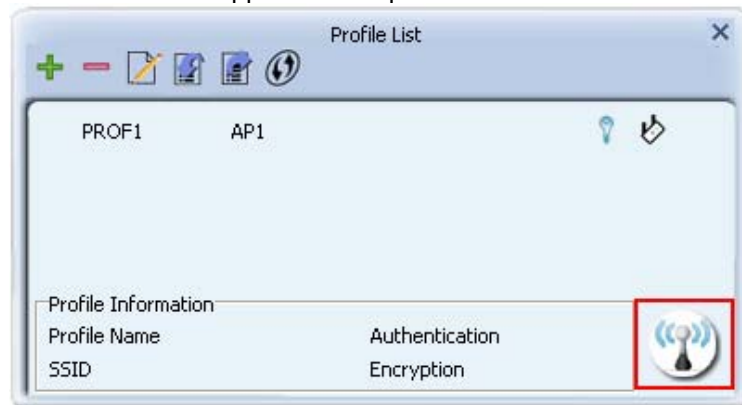 Profile List
PROF1 AP1
Profile Information
Profile Name Authentication
SSID Encryption